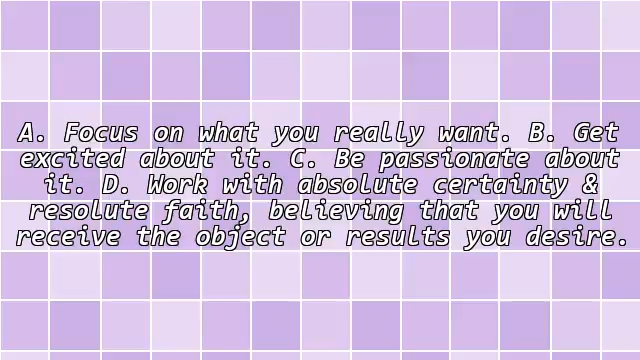 A. Focus on what you really want. B. Get
excited about it. C. Be passionate about
it. D. Work with absolute certainty &
resolute faith, believing that you will
receive the object or results you desire.